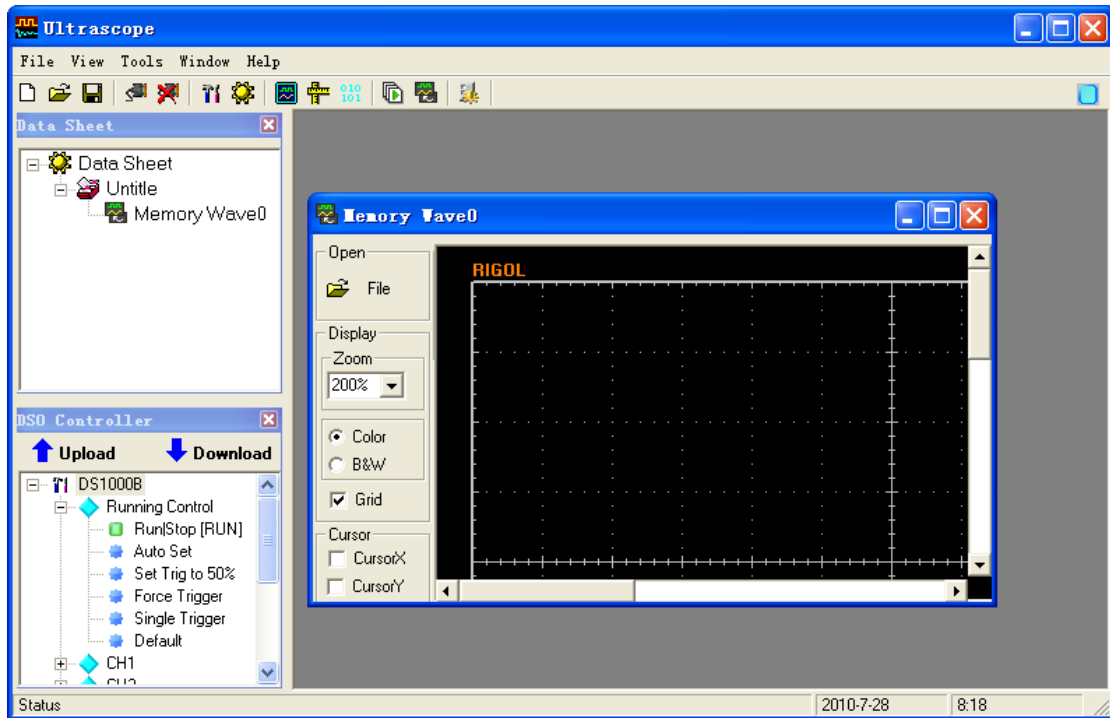 Ultrascope
File View Tools Window Help
Data Sheet
Data Sheet
Untitle
Memory Wave0
DSO Controller
Upload Download
DS1000B
Running Control
Run|Stop [RUN]
Auto Set
Set Trig to 50%
Force Trigger
Single Trigger
Default
CH1
CH2
Memory Wave0
Open
File
Display
Zoom
200%
Color
B&W
Grid
Cursor
CursorX
CursorY
RIGOL
Status
2010-7-28
8:18